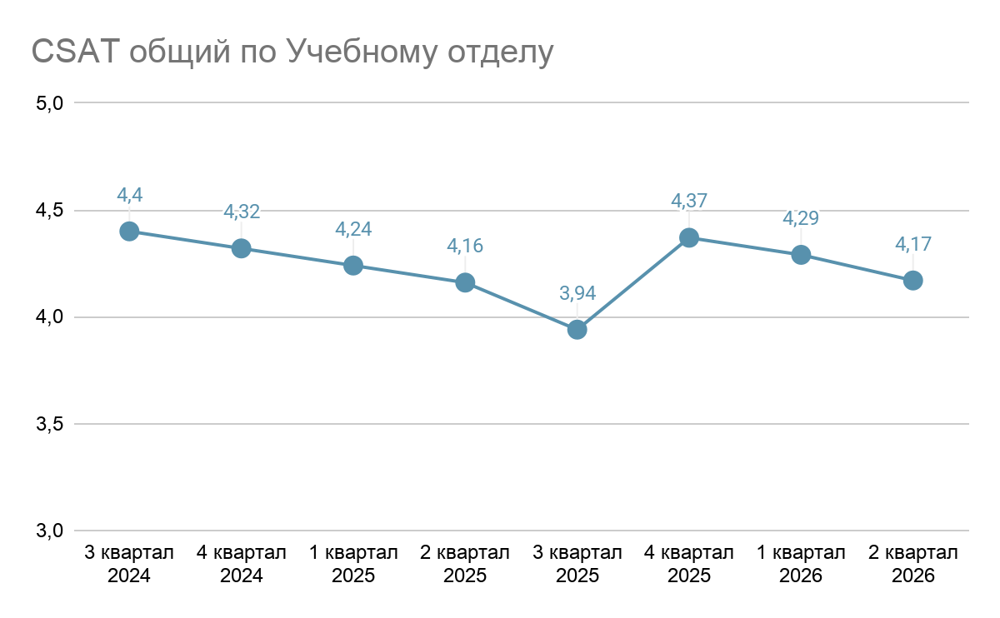 CSAT общий по Учебному отделу
5,0
4,5
4,0
3,5
3,0
4,4
4,32
4,24
4,16
3,94
4,37
4,29
4,17
3 квартал
2024
4 квартал
2024
1 квартал
2025
2 квартал
2025
3 квартал
2025
4 квартал
2025
1 квартал
2026
2 квартал
2026